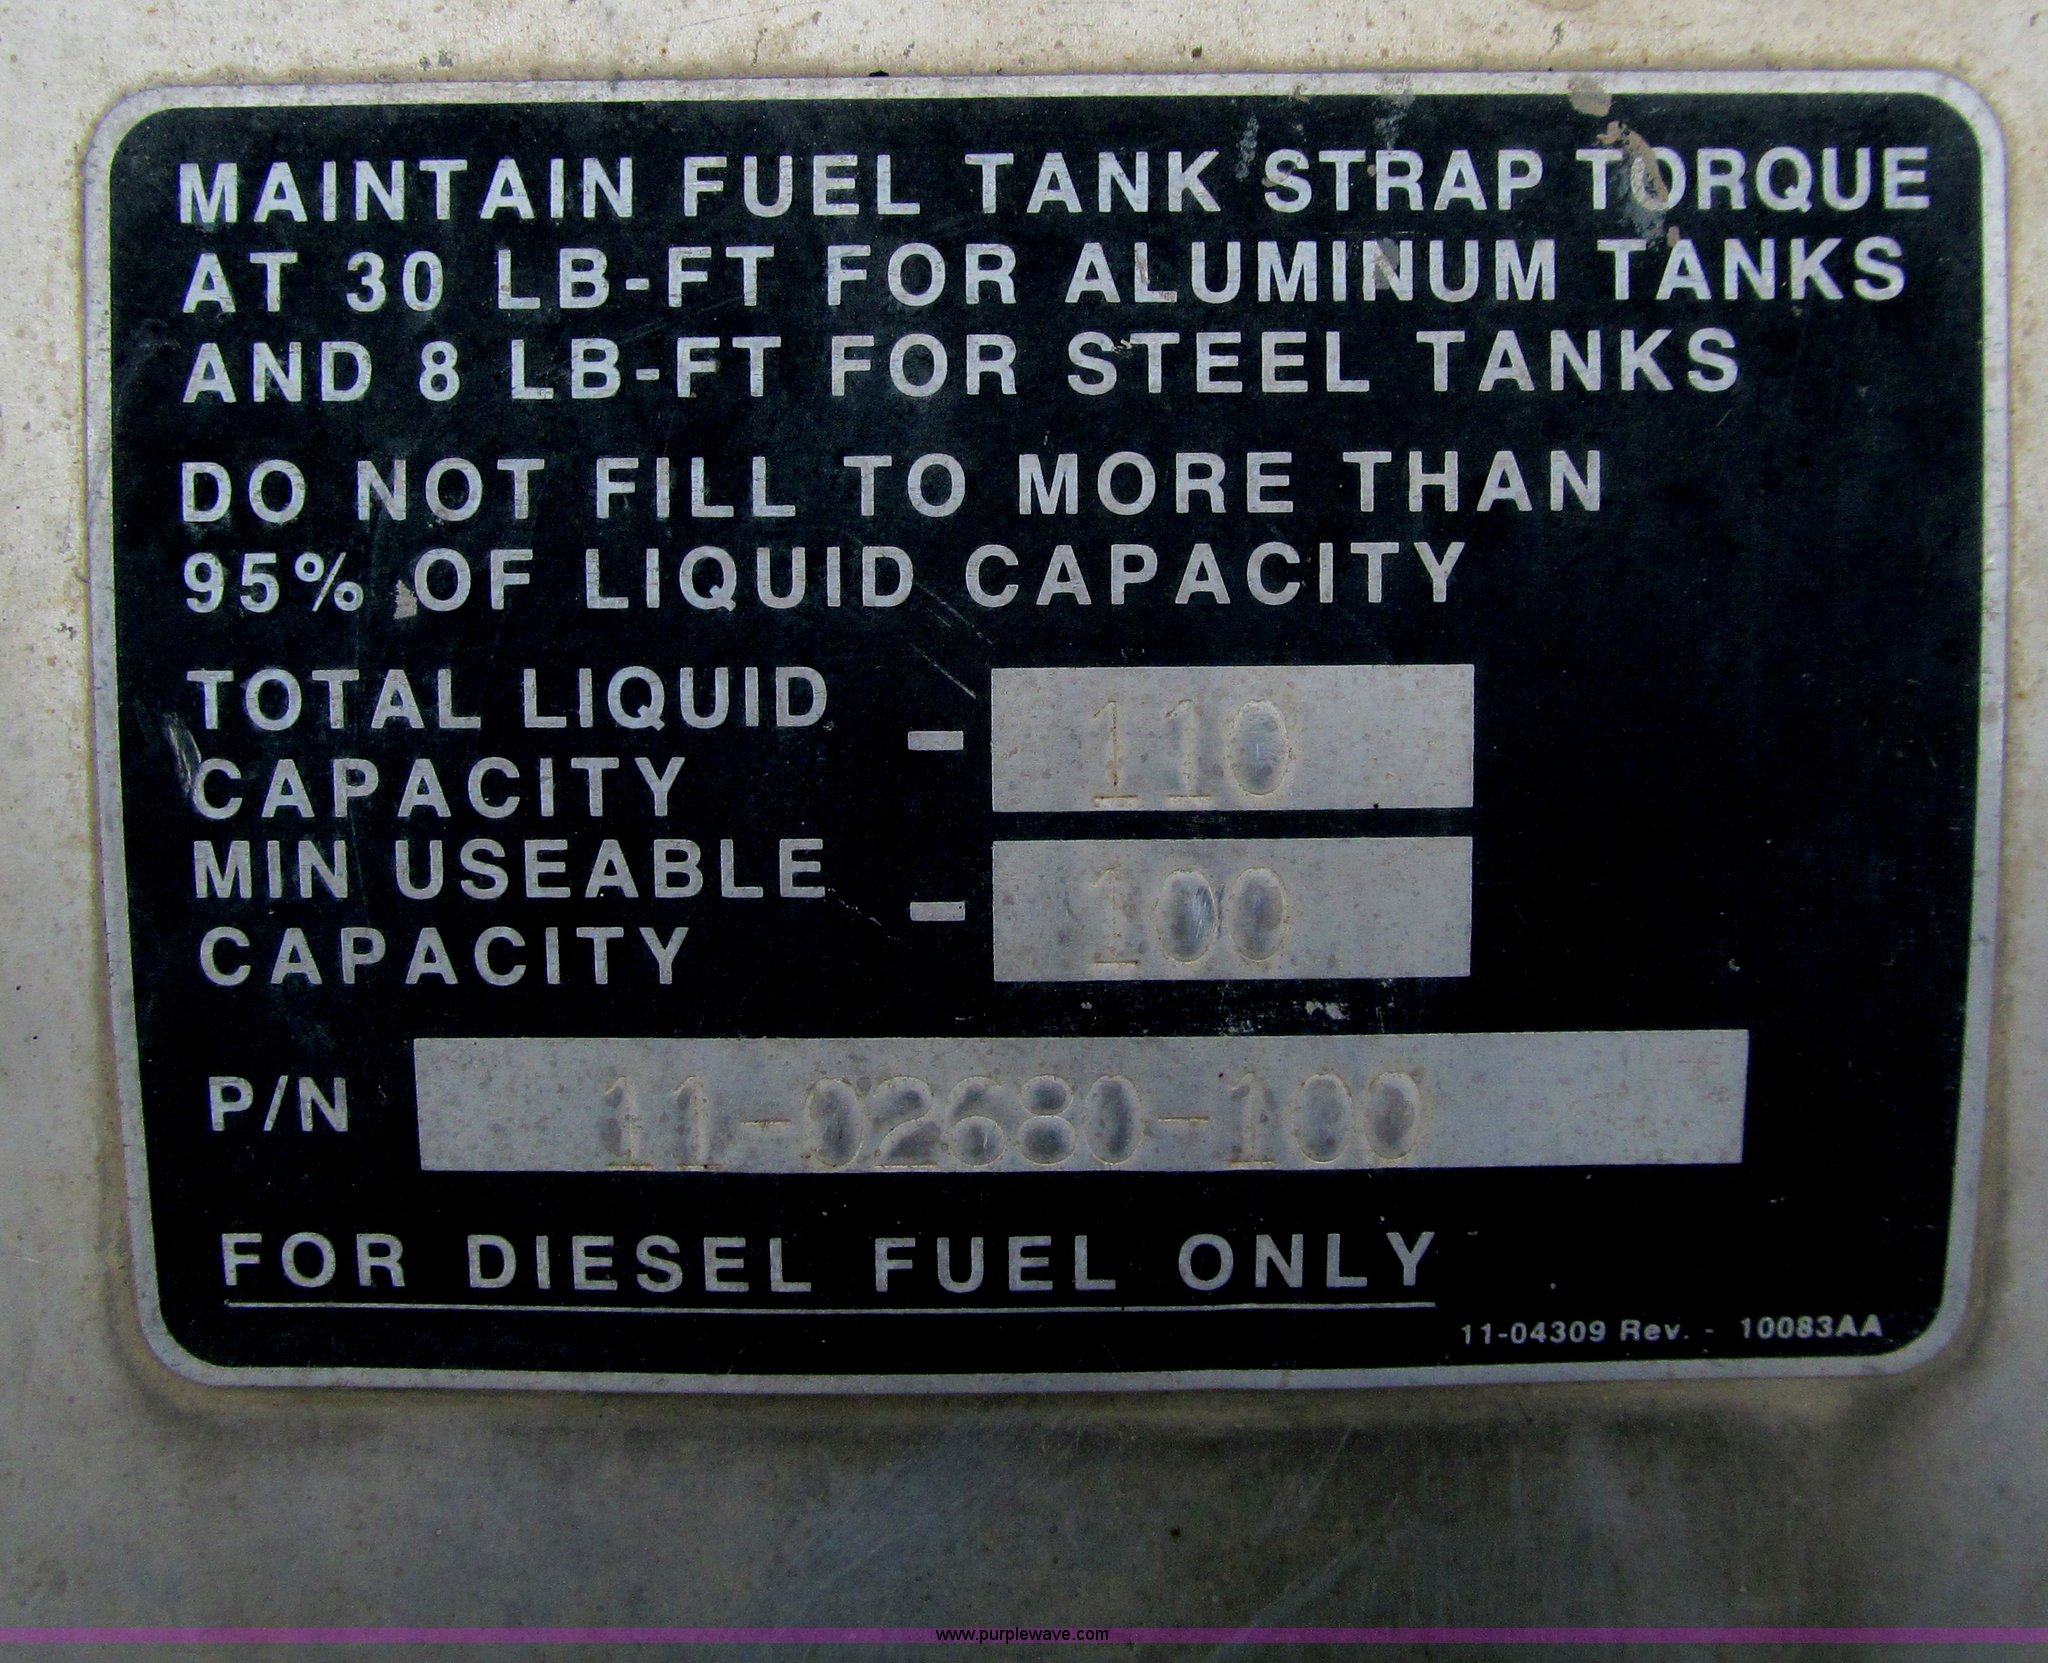 MAINTAIN FUEL TANK STRAP TORQUE
AT 30 LB-FT FOR ALUMINUM TANKS
AND 8 LB-FT FOR STEEL TANKS
DO NOT FILL TO MORE THAN
95% OF LIQUID CAPACITY
TOTAL LIQUID
CAPACITY - 110
MIN USEABLE
CAPACITY - 100
P/N 11-02680-100
FOR DIESEL FUEL ONLY
11-04309 Rev. - 10083AA
www.purplewave.com